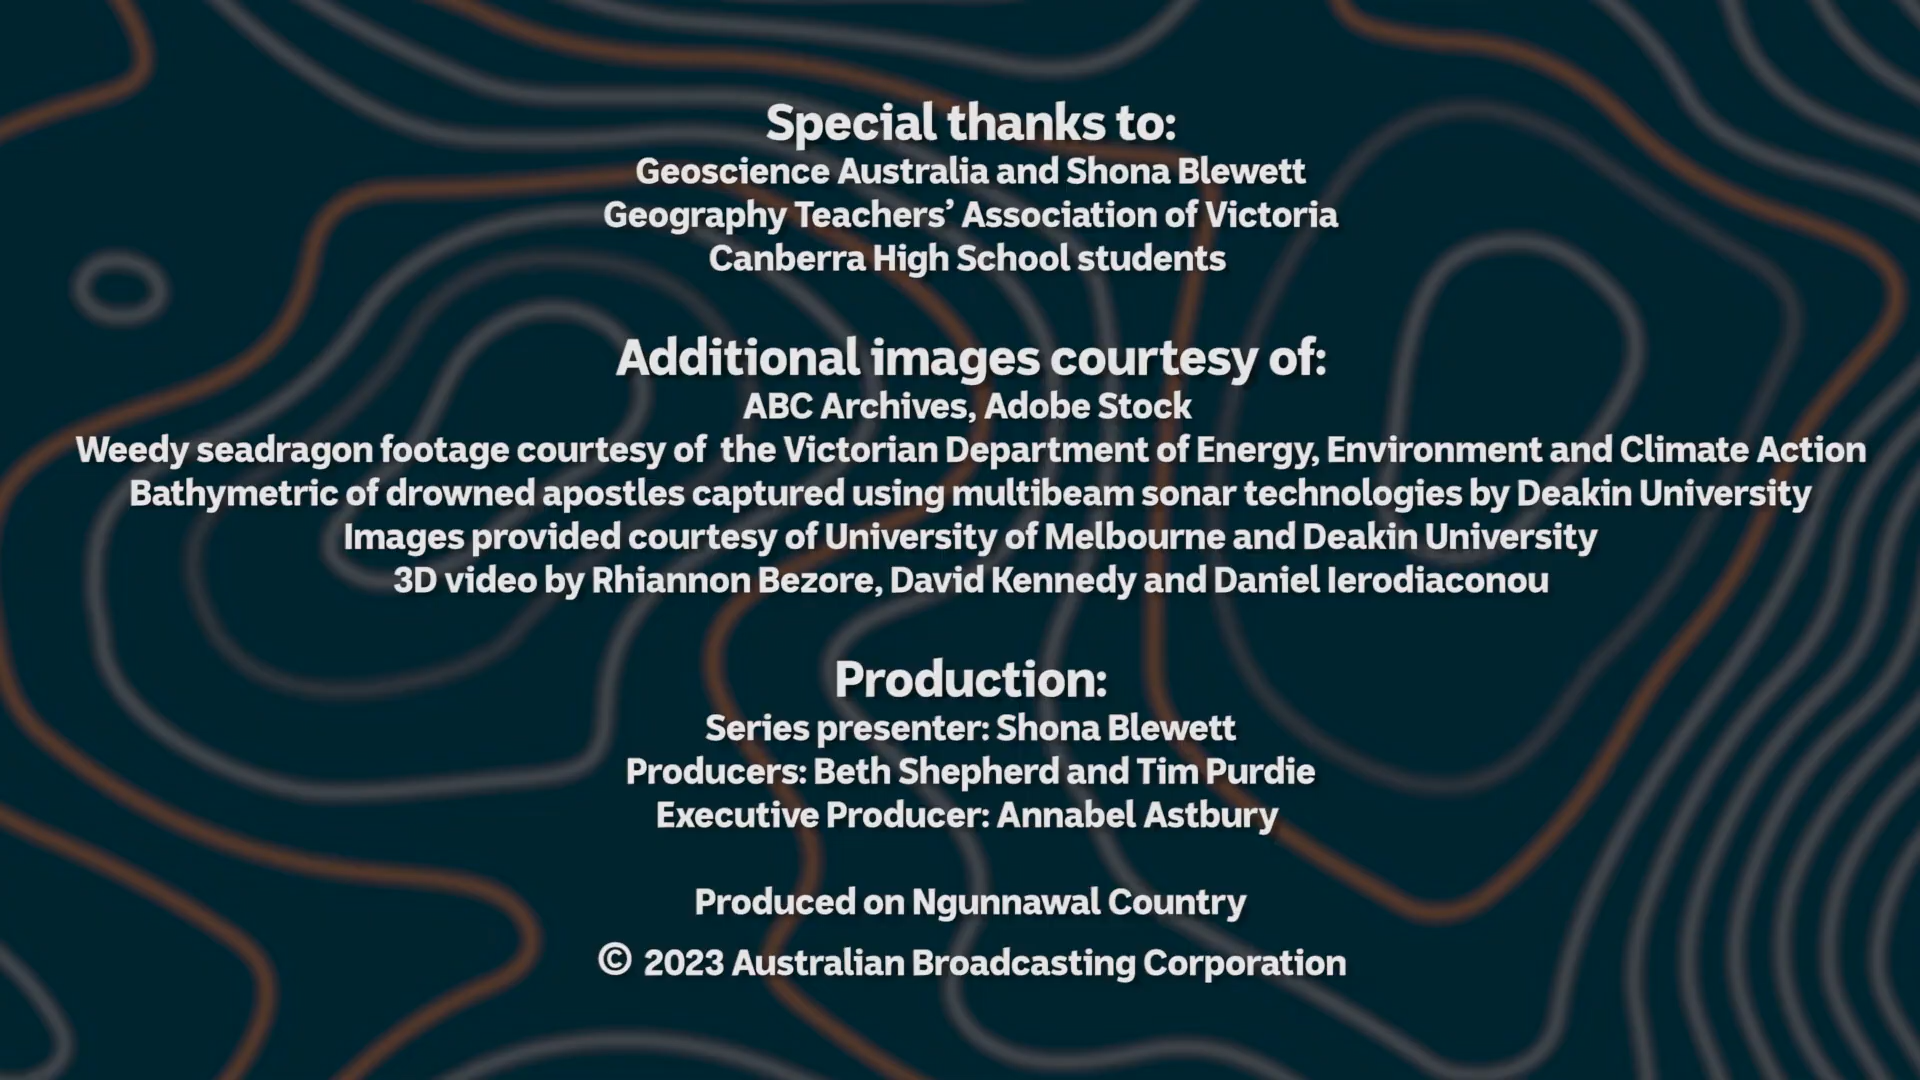 Special thanks to:
Geoscience Australia and Shona Blewett
Geography Teachers’ Association of Victoria
Canberra High School students
Additional images courtesy of:
ABC Archives, Adobe Stock
Weedy seadragon footage courtesy of  the Victorian Department of Energy, Environment and Climate Action
Bathymetric of drowned apostles captured using multibeam sonar technologies by Deakin University
Images provided courtesy of University of Melbourne and Deakin University
3D video by Rhiannon Bezore, David Kennedy and Daniel Ierodiaconou
Production:
Series presenter: Shona Blewett
Producers: Beth Shepherd and Tim Purdie
Executive Producer: Annabel Astbury
Produced on Ngunnawal Country
© 2023 Australian Broadcasting Corporation